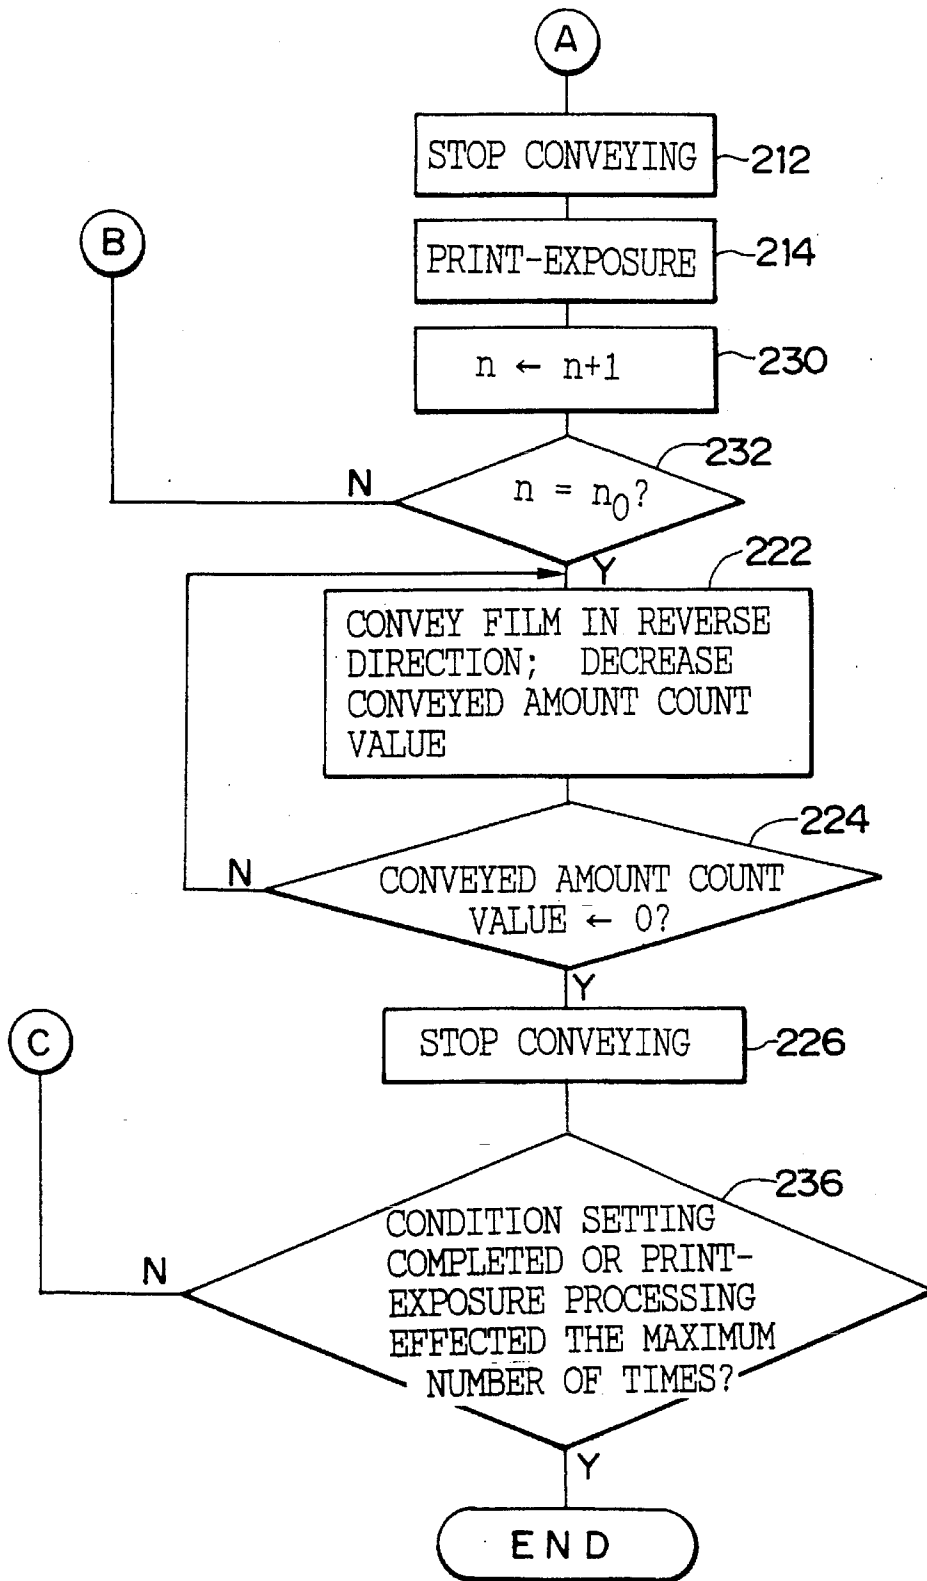 A
STOP CONVEYING
212
B
PRINT-EXPOSURE
214
n ← n+1
230
232
N
n = n0?
Y
222
CONVEY FILM IN REVERSE
DIRECTION; DECREASE
CONVEYED AMOUNT COUNT
VALUE
224
N
CONVEYED AMOUNT COUNT
VALUE ← 0?
Y
C
STOP CONVEYING
226
236
CONDITION SETTING
COMPLETED OR PRINT-
EXPOSURE PROCESSING
EFFECTED THE MAXIMUM
NUMBER OF TIMES?
N
Y
END